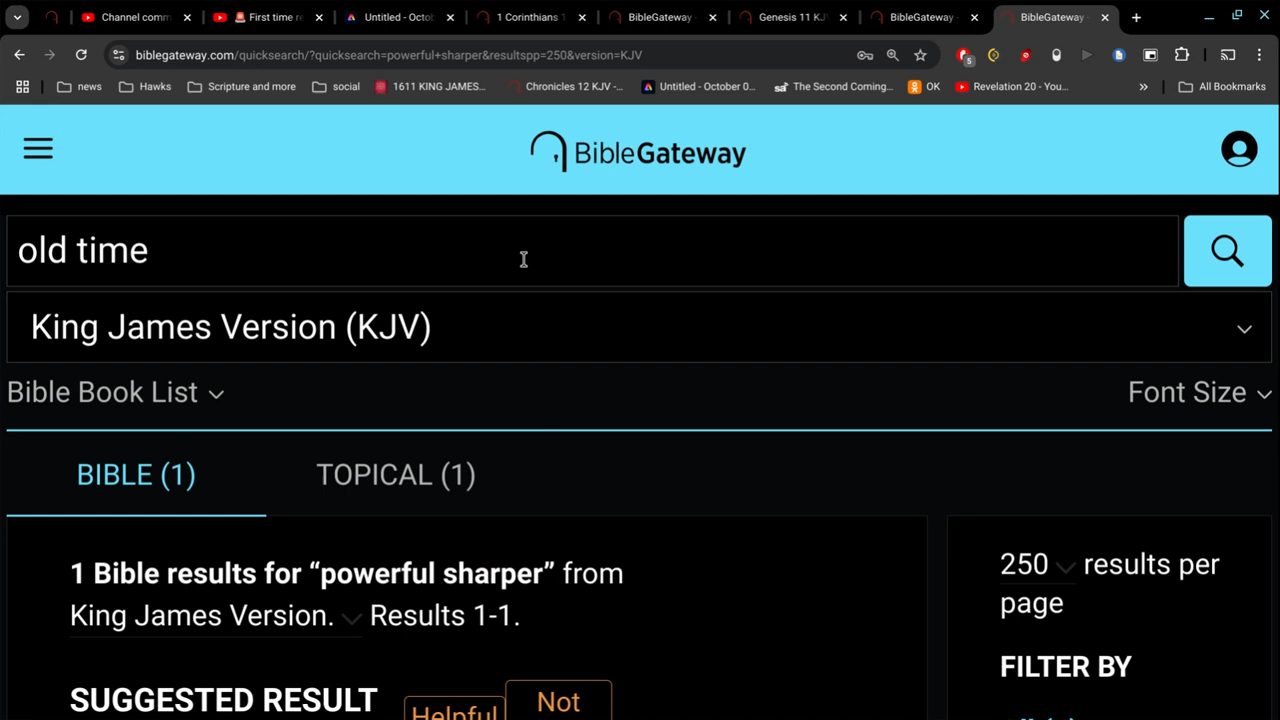 Channel comm
First time re
Untitled - Octob
1 Corinthians 1
BibleGateway -
Genesis 11 KJV
BibleGateway -
BibleGateway -
biblegateway.com/quicksearch/?quicksearch=powerful+sharper&resultspp=250&version=KJV
5
news
Hawks
Scripture and more
social
1611 KING JAMES...
Chronicles 12 KJV -...
Untitled - October 0...
sa
The Second Coming...
OK
Revelation 20 - You...
»
All Bookmarks
BibleGateway
old time
King James Version (KJV)
Bible Book List
Font Size
BIBLE (1)
TOPICAL (1)
1 Bible results for “powerful sharper” from
King James Version. Results 1-1.
250 results per
page
FILTER BY
SUGGESTED RESULT
Helpful
Not